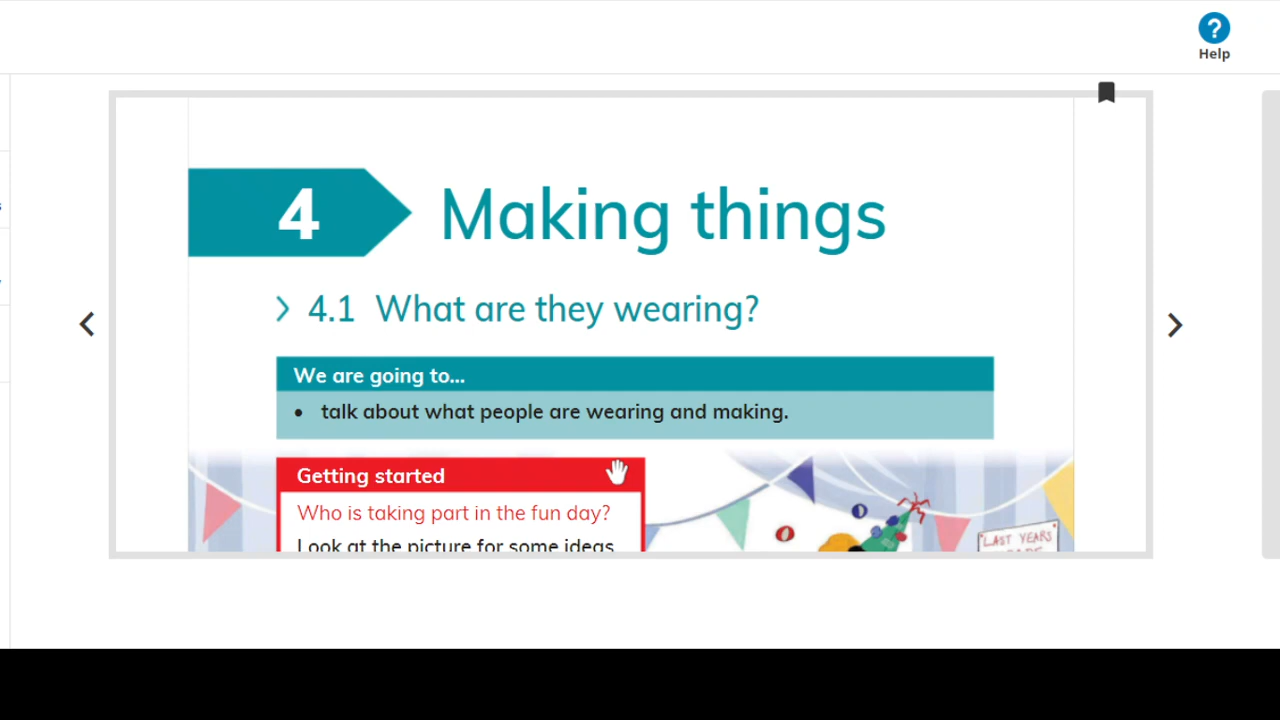 Help
4 Making things
4.1 What are they wearing?
We are going to...
• talk about what people are wearing and making.
Getting started
Who is taking part in the fun day?
Look at the picture for some ideas
LAST YEARS